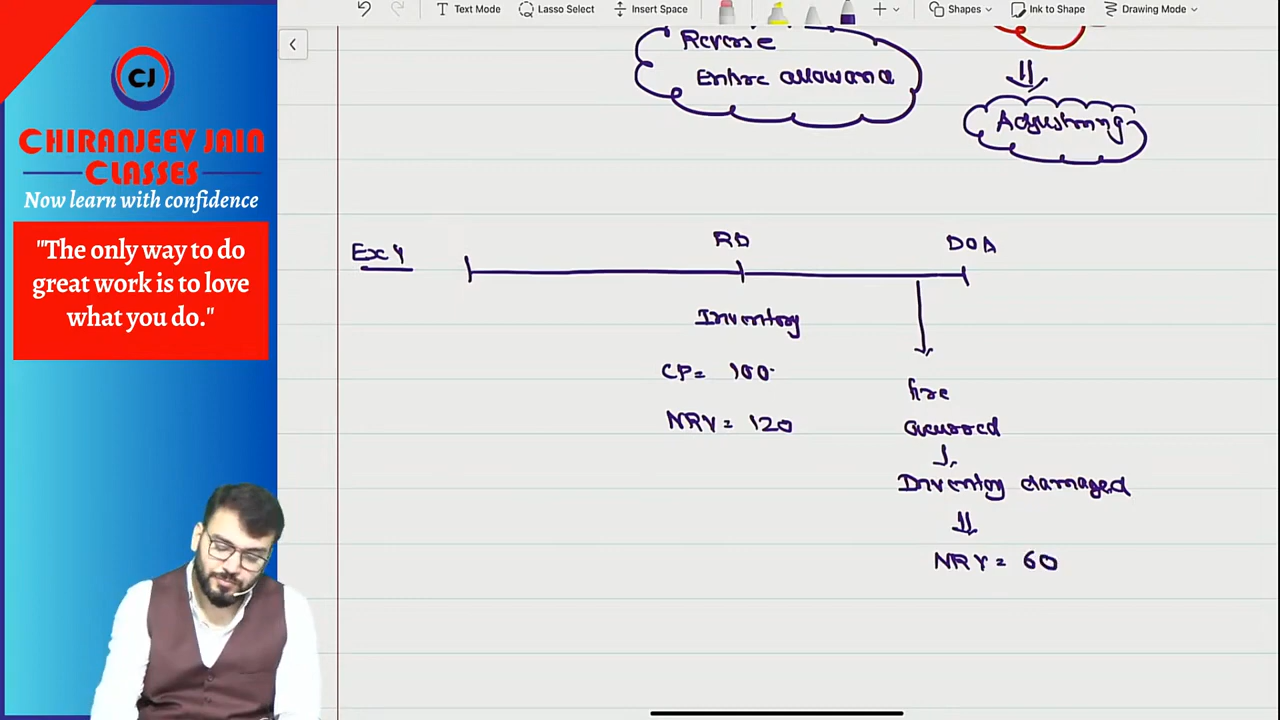 Text Mode
Lasso Select
Insert Space
Shapes
Ink to Shape
Drawing Mode
CJ
CHIRANJEEV JAIN
CLASSES
Now learn with confidence
"The only way to do
great work is to love
what you do."
Reverse
Entire allowance
Adjusting
Ex 4
RD
DOA
Inventory
CP = 100
NRV = 120
fire
occurred
Inventory damaged
NRV = 60